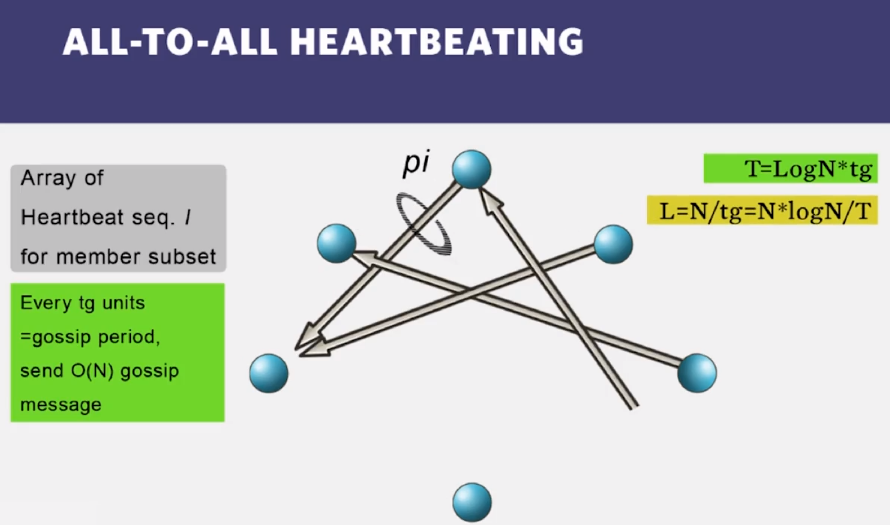 ALL-TO-ALL HEARTBEATING
pi
T=LogN*tg
Array of
Heartbeat seq. l
for member subset
L=N/tg=N*logN/T
Every tg units
=gossip period,
send O(N) gossip
message